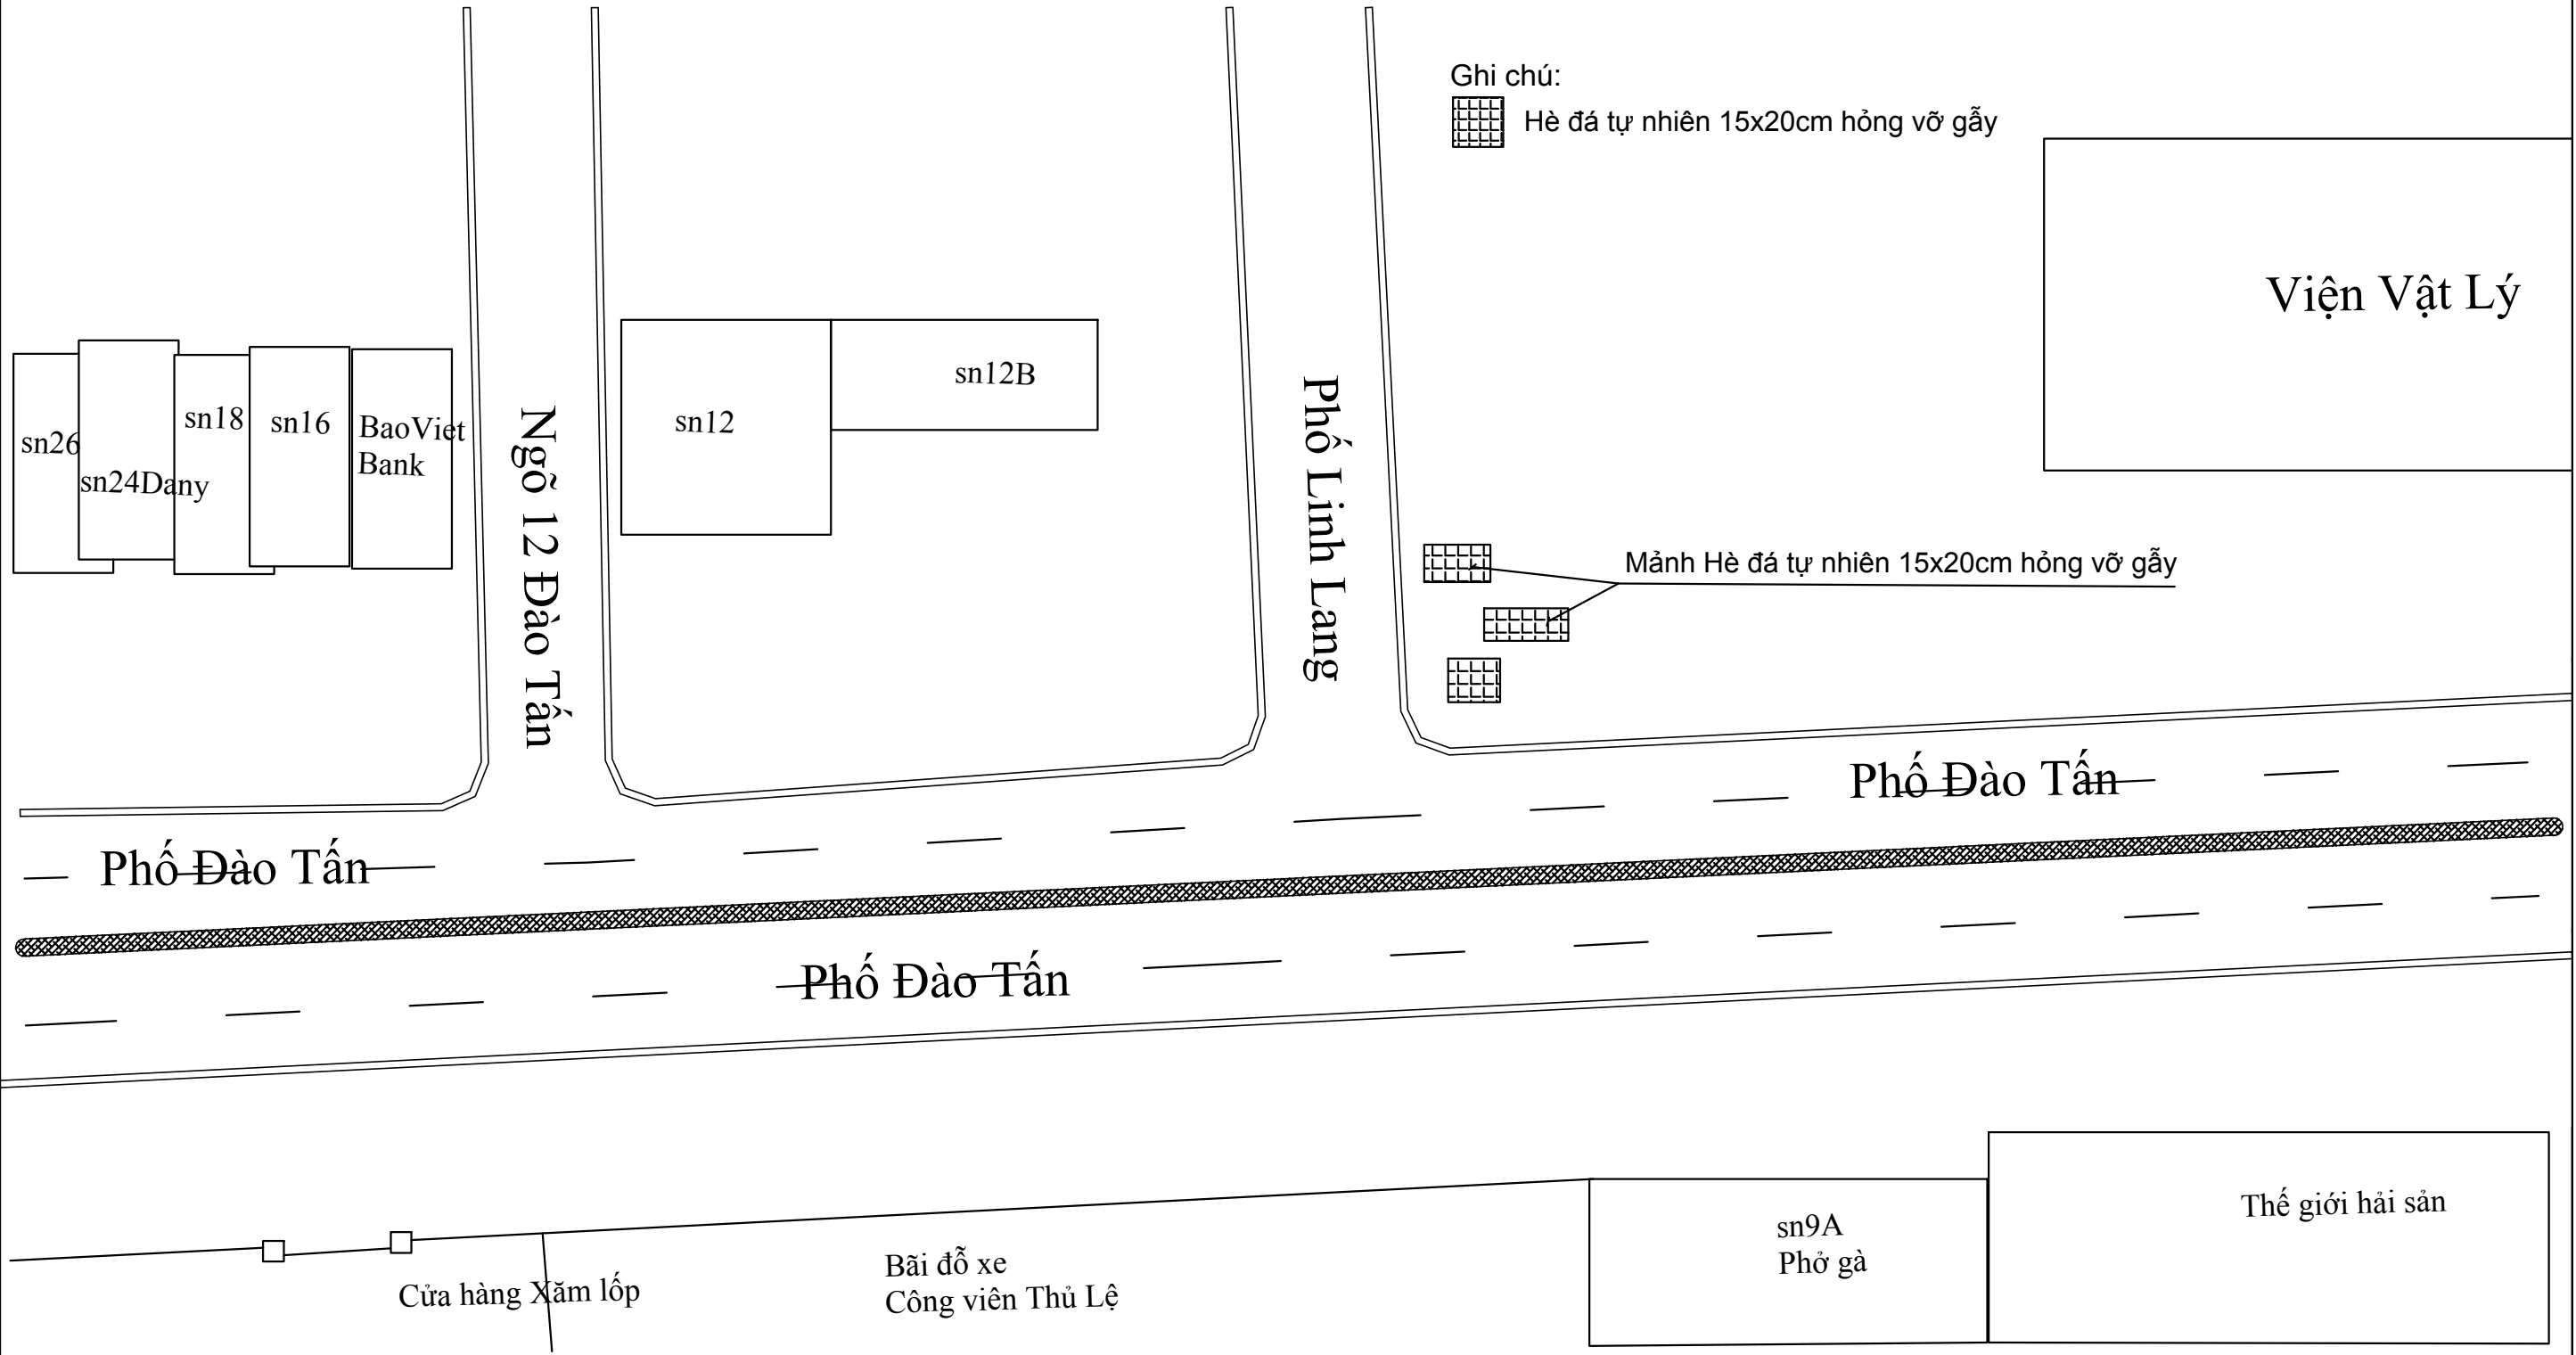 Ghi chú:
Hè đá tự nhiên 15x20cm hỏng vỡ gẫy
Viện Vật Lý
sn26
sn24Dany
sn18
sn16
BaoViet
Bank
Ngõ 12 Đào Tấn
sn12
sn12B
Phố Linh Lang
Mảnh Hè đá tự nhiên 15x20cm hỏng vỡ gẫy
Phố Đào Tấn
Phố Đào Tấn
Phố Đào Tấn
Cửa hàng Xăm lốp
Bãi đỗ xe
Công viên Thủ Lệ
sn9A
Phở gà
Thế giới hải sản